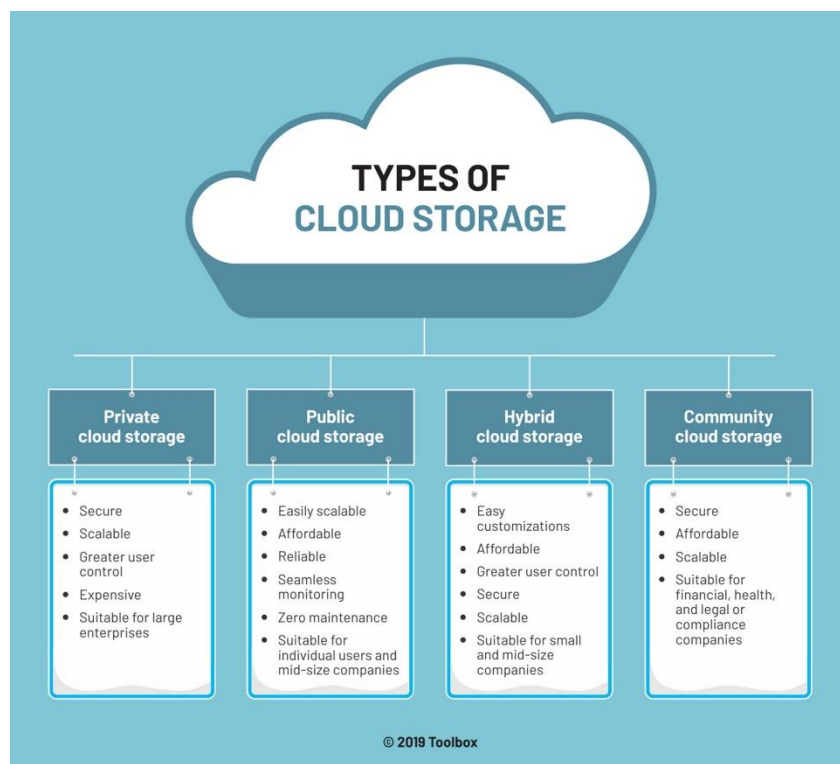 TYPES OF
CLOUD STORAGE
Private
cloud storage
Secure
Scalable
Greater user
control
Expensive
Suitable for large
enterprises
Public
cloud storage
Easily scalable
Affordable
Reliable
Seamless
monitoring
Zero maintenance
Suitable for
individual users and
mid-size companies
Hybrid
cloud storage
Easy
customizations
Affordable
Greater user control
Secure
Scalable
Suitable for small
and mid-size
companies
Community
cloud storage
Secure
Affordable
Scalable
Suitable for
financial, health,
and legal or
compliance
companies
© 2019 Toolbox